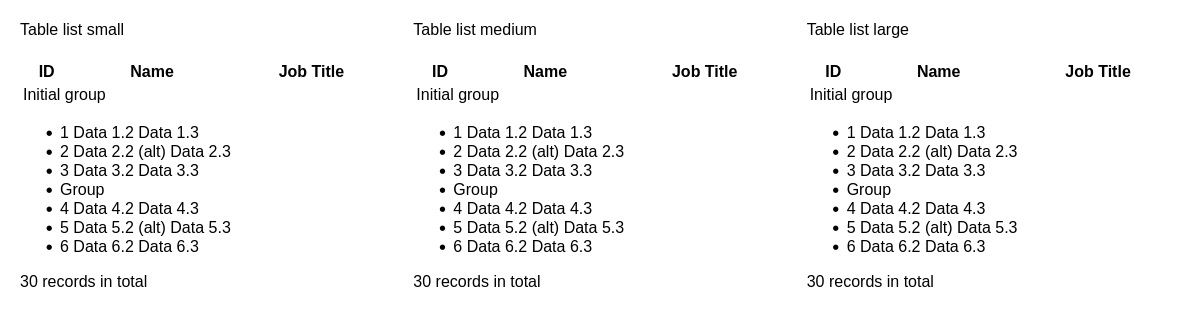 Table list small
ID Name Job Title
Initial group
1 Data 1.2 Data 1.3
2 Data 2.2 (alt) Data 2.3
3 Data 3.2 Data 3.3
Group
4 Data 4.2 Data 4.3
5 Data 5.2 (alt) Data 5.3
6 Data 6.2 Data 6.3
30 records in total
Table list medium
ID Name Job Title
Initial group
1 Data 1.2 Data 1.3
2 Data 2.2 (alt) Data 2.3
3 Data 3.2 Data 3.3
Group
4 Data 4.2 Data 4.3
5 Data 5.2 (alt) Data 5.3
6 Data 6.2 Data 6.3
30 records in total
Table list large
ID Name Job Title
Initial group
1 Data 1.2 Data 1.3
2 Data 2.2 (alt) Data 2.3
3 Data 3.2 Data 3.3
Group
4 Data 4.2 Data 4.3
5 Data 5.2 (alt) Data 5.3
6 Data 6.2 Data 6.3
30 records in total